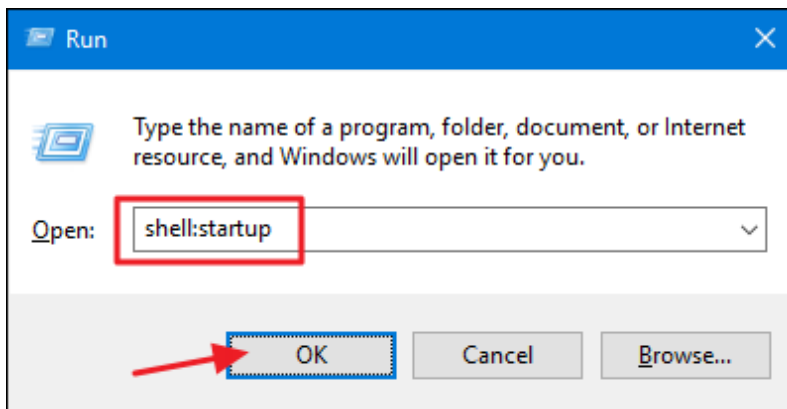 Run
Type the name of a program, folder, document, or Internet
resource, and Windows will open it for you.
Open: shell:startup
OK Cancel Browse...